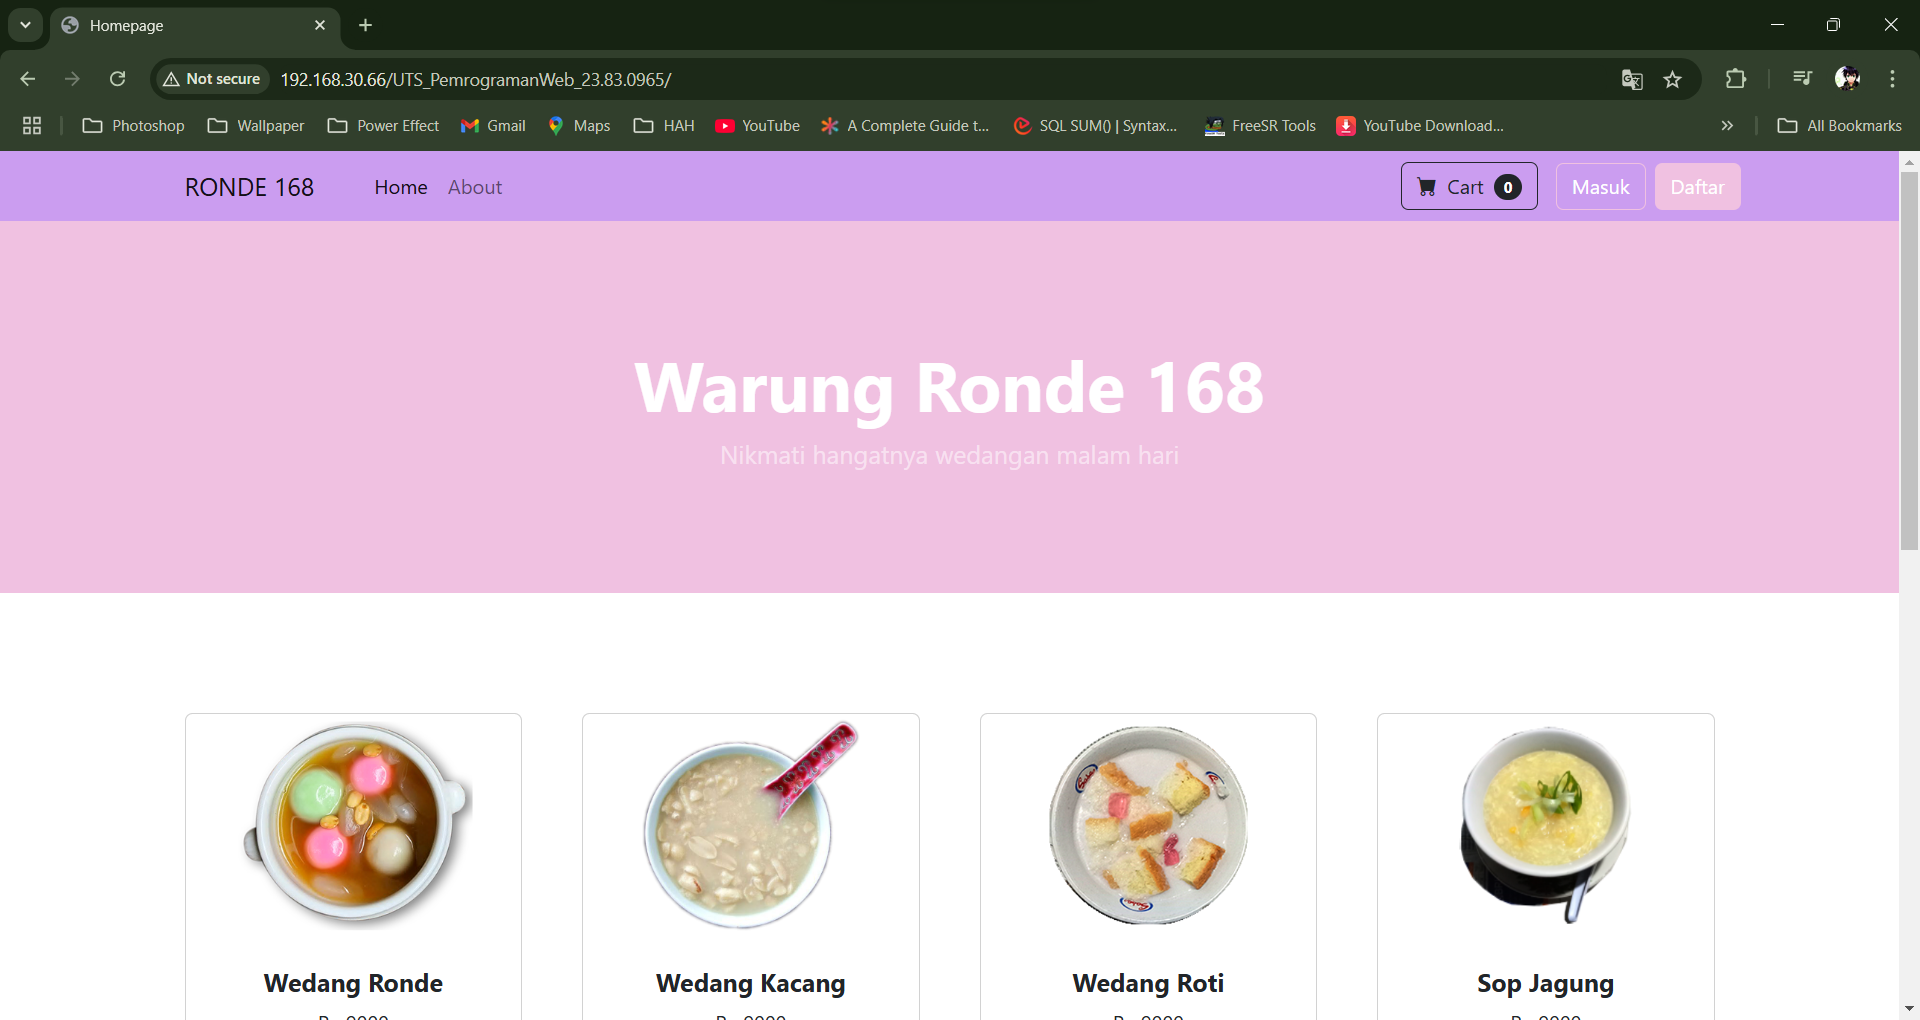 Homepage
Not secure 192.168.30.66/UTS_PemrogramanWeb_23.83.0965/
Photoshop Wallpaper Power Effect Gmail Maps HAH YouTube A Complete Guide t... SQL SUM() | Syntax... FreeSR Tools YouTube Download... All Bookmarks
RONDE 168 Home About Cart 0 Masuk Daftar
Warung Ronde 168
Nikmati hangatnya wedangan malam hari
Wedang Ronde Wedang Kacang Wedang Roti Sop Jagung